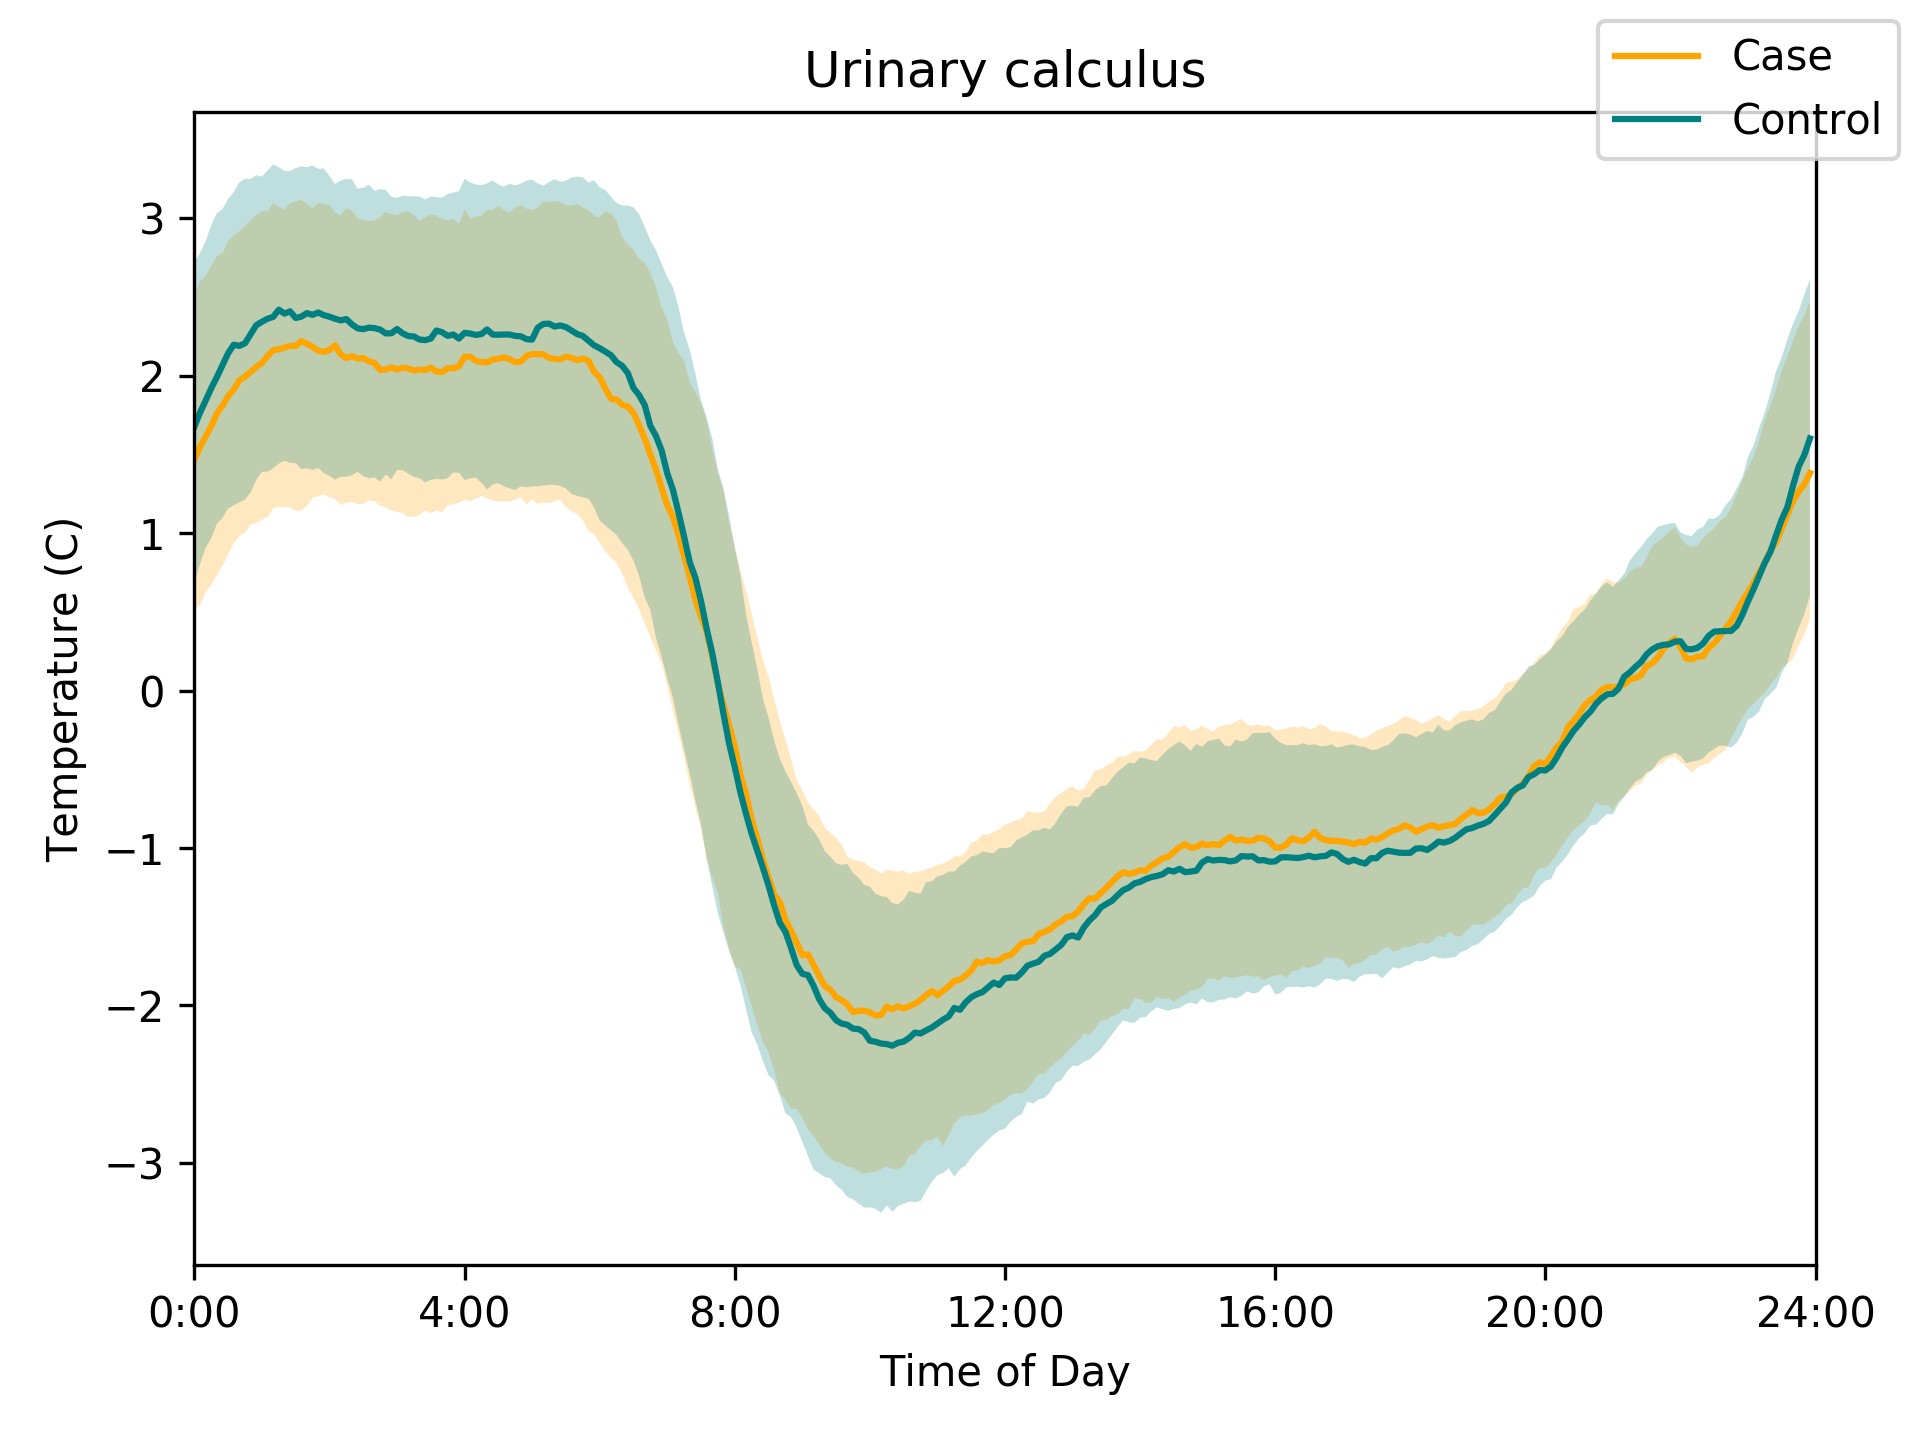 Urinary calculus
Case
Control
Temperature (C)
3
2
1
0
−1
−2
−3
0:00 4:00 8:00 12:00 16:00 20:00 24:00
Time of Day